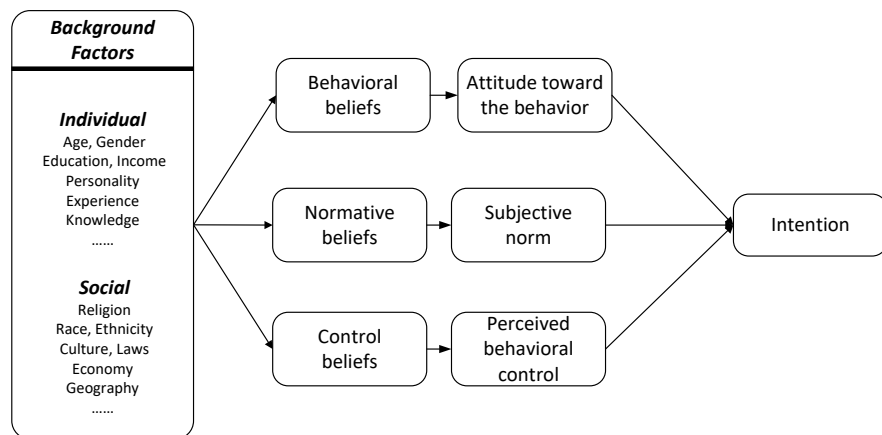 Background
Factors
Individual
Age, Gender
Education, Income
Personality
Experience
Knowledge
……
Social
Religion
Race, Ethnicity
Culture, Laws
Economy
Geography
……
Behavioral
beliefs
Attitude toward
the behavior
Normative
beliefs
Subjective
norm
Control
beliefs
Perceived
behavioral
control
Intention